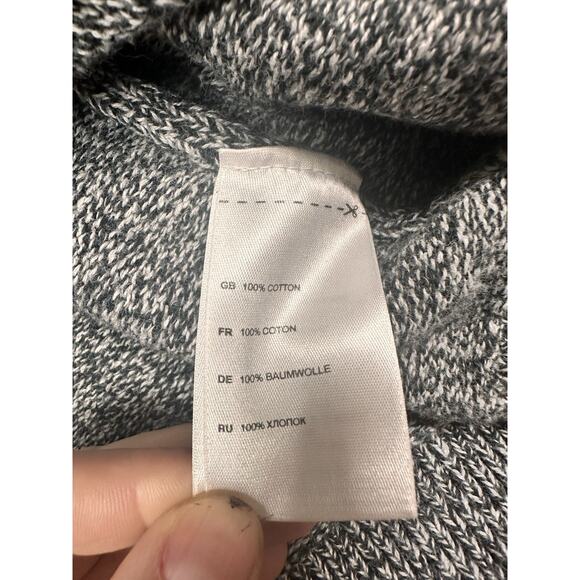 GB 100% COTTON
FR 100% COTON
DE 100% BAUMWOLLE
RU 100% ХЛОПОК